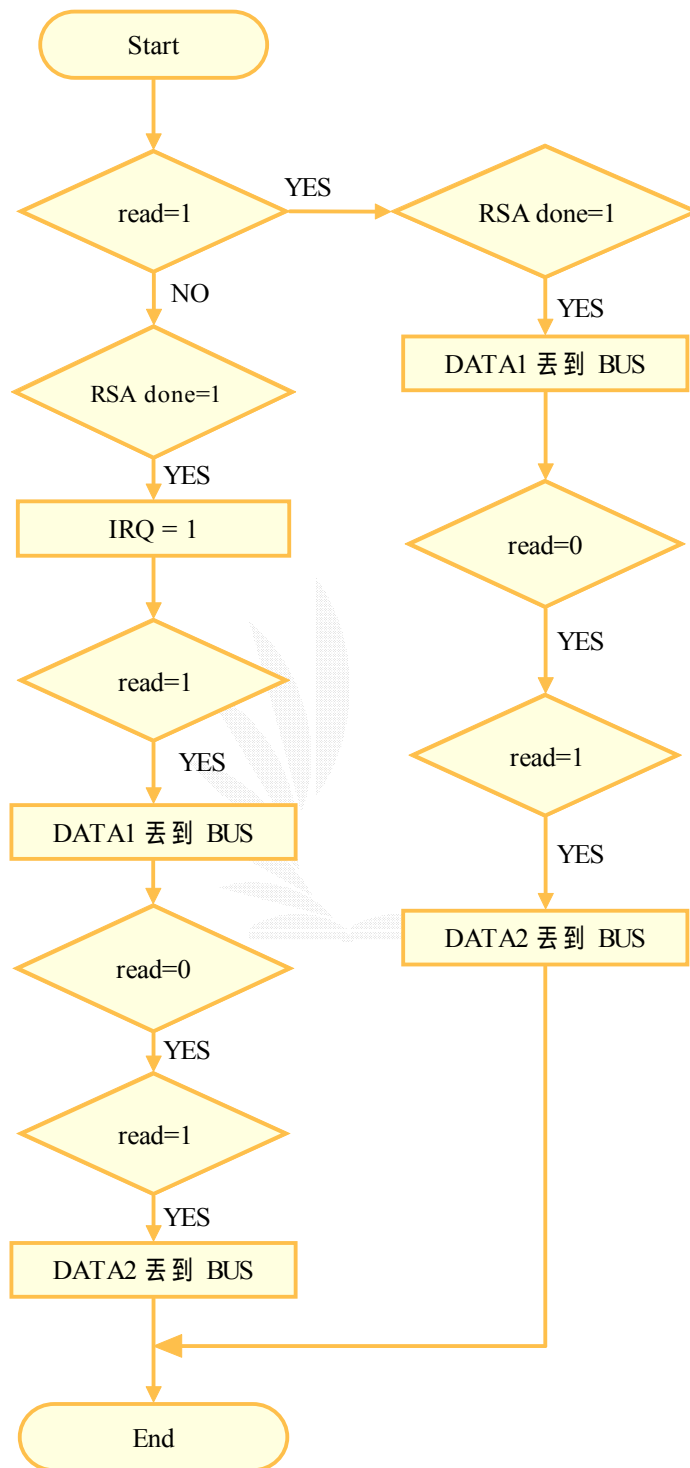 Start
read=1
YES
RSA done=1
NO
YES
RSA done=1
DATA1 丟到 BUS
YES
IRQ = 1
read=0
YES
read=1
read=1
YES
YES
DATA1 丟到 BUS
DATA2 丟到 BUS
read=0
YES
read=1
YES
DATA2 丟到 BUS
End